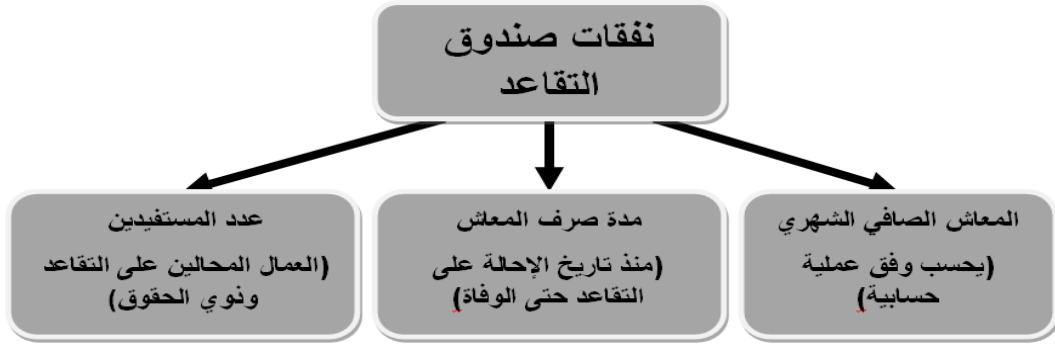 نفقات صندوق
التقاعد
المعاش الصافي الشهري
(يحسب وفق عملية
حسابية)
مدة صرف المعاش
(منذ تاريخ الإحالة على
التقاعد حتى الوفاة)
عدد المستفيدين
(العمال المحالين على التقاعد
وذوي الحقوق)